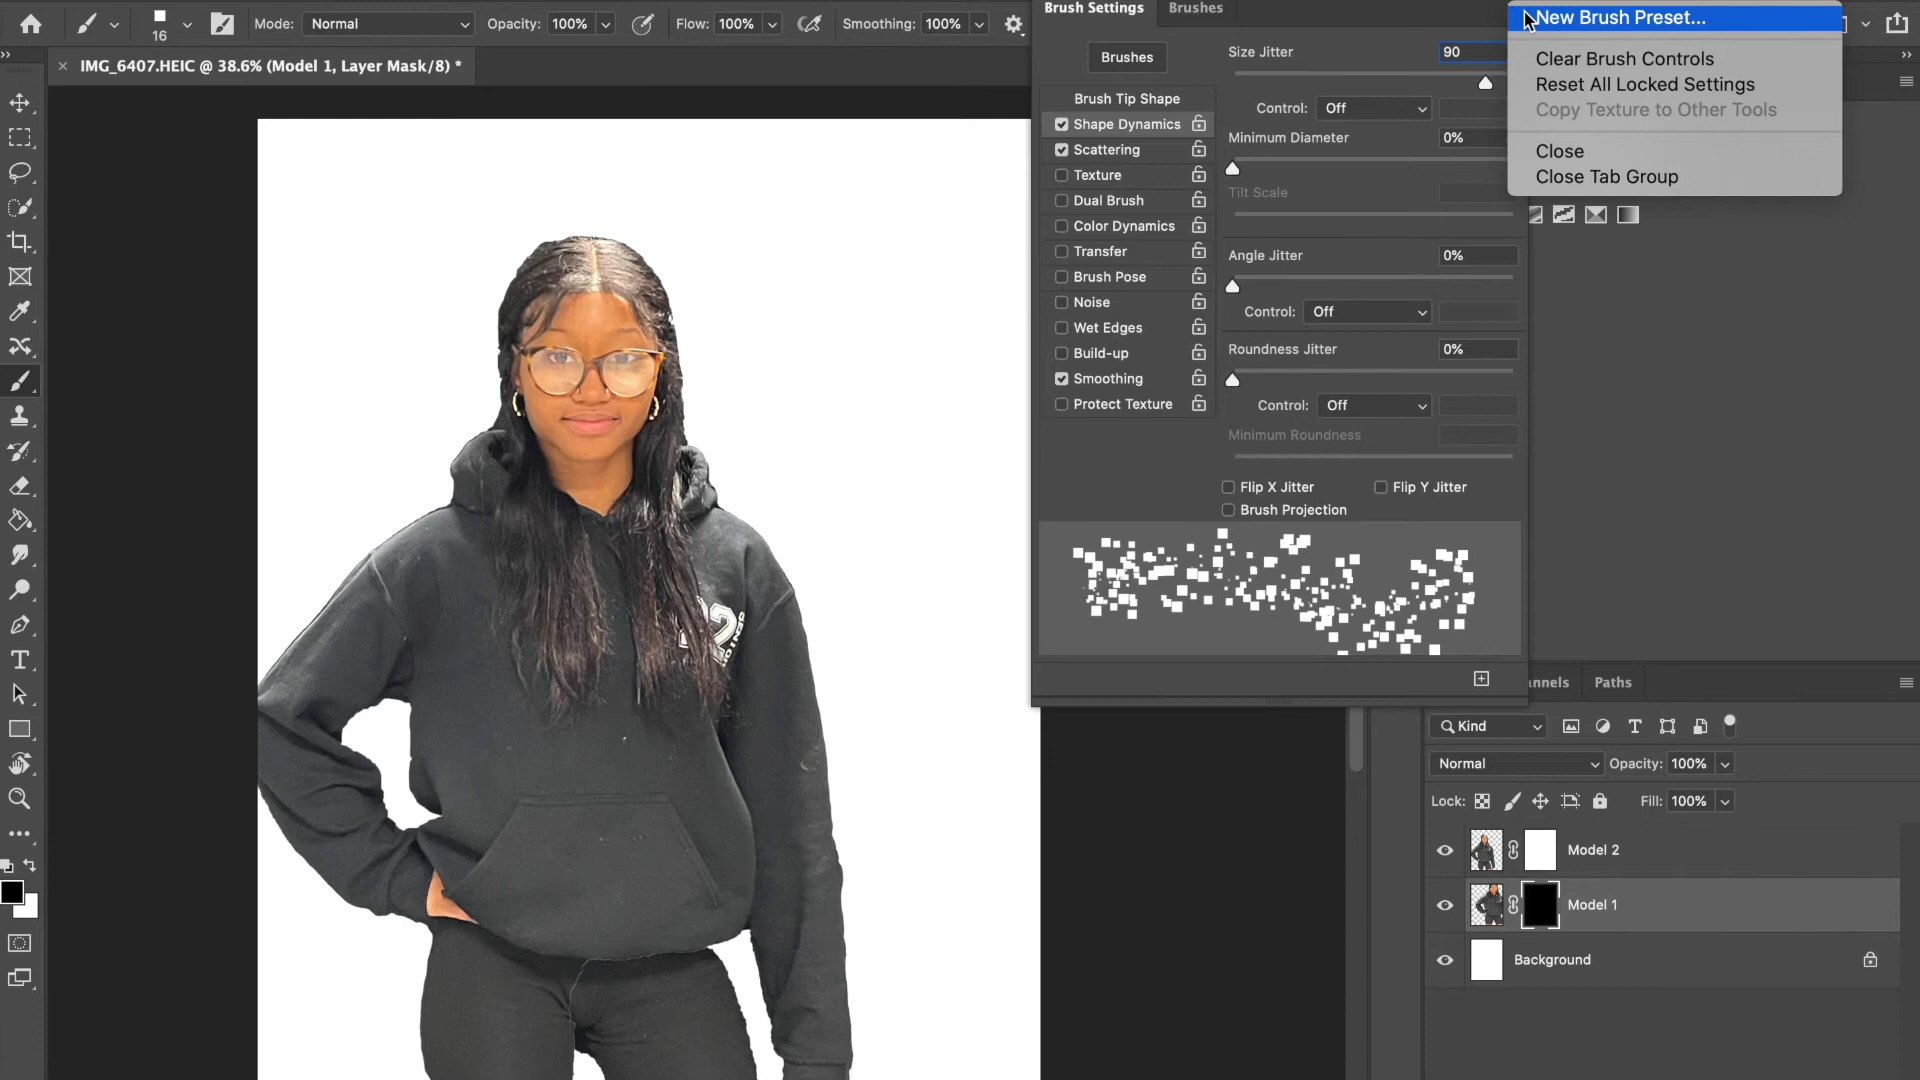 16
Mode: Normal
Opacity: 100%
Flow: 100%
Smoothing: 100%
IMG_6407.HEIC @ 38.6% (Model 1, Layer Mask/8) *
Brush Settings
Brushes
Brushes
Brush Tip Shape
Shape Dynamics
Scattering
Texture
Dual Brush
Color Dynamics
Transfer
Brush Pose
Noise
Wet Edges
Build-up
Smoothing
Protect Texture
Size Jitter 90
Control: Off
Minimum Diameter 0%
Tilt Scale
Angle Jitter 0%
Control: Off
Roundness Jitter 0%
Control: Off
Minimum Roundness
Flip X Jitter
Flip Y Jitter
Brush Projection
New Brush Preset...
Clear Brush Controls
Reset All Locked Settings
Copy Texture to Other Tools
Close
Close Tab Group
Paths
Kind
Normal
Opacity: 100%
Lock:
Fill: 100%
Model 2
Model 1
Background